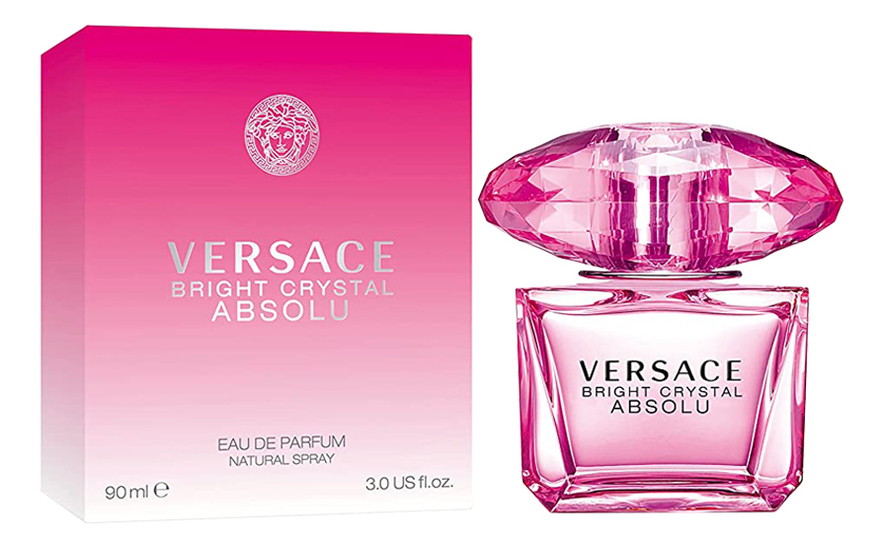 VERSACE
BRIGHT CRYSTAL
ABSOLU
EAU DE PARFUM
NATURAL SPRAY
90 ml ℮
3.0 US fl.oz.
VERSACE
BRIGHT CRYSTAL
ABSOLU